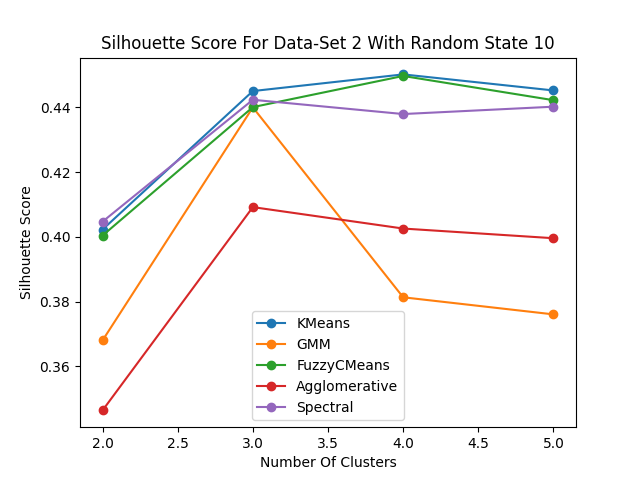 Silhouette Score For Data-Set 2 With Random State 10
Silhouette Score
0.44
0.42
0.40
0.38
0.36
KMeans
GMM
FuzzyCMeans
Agglomerative
Spectral
2.0 2.5 3.0 3.5 4.0 4.5 5.0
Number Of Clusters